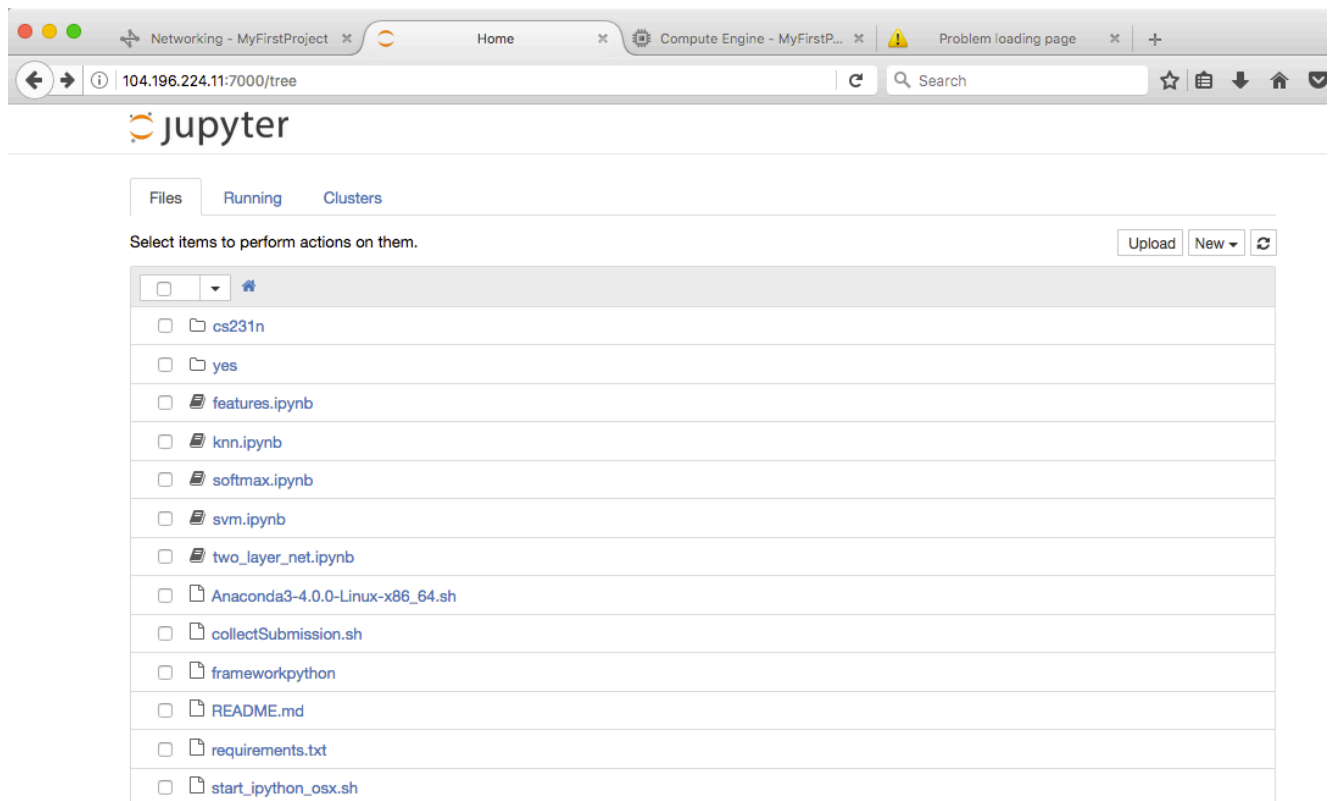 Networking - MyFirstProject
Home
Compute Engine - MyFirstP...
Problem loading page
104.196.224.11:7000/tree
Search
jupyter
Files Running Clusters
Select items to perform actions on them.
Upload New
cs231n
yes
features.ipynb
knn.ipynb
softmax.ipynb
svm.ipynb
two_layer_net.ipynb
Anaconda3-4.0.0-Linux-x86_64.sh
collectSubmission.sh
frameworkpython
README.md
requirements.txt
start_ipython_osx.sh